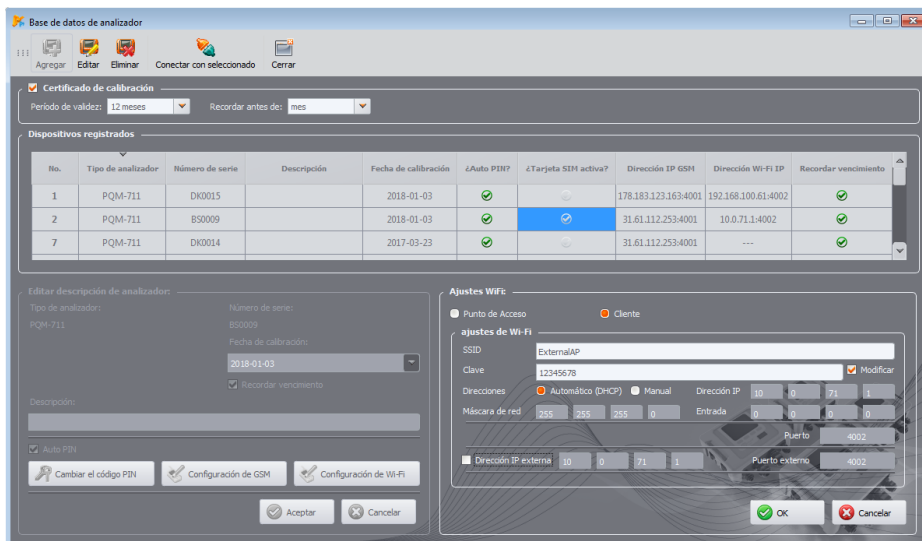 Base de datos de analizador
Agregar Editar Eliminar Conectar con seleccionado Cerrar
Certificado de calibración
Período de validez: 12 meses Recordar antes de: mes
Dispositivos registrados
No. Tipo de analizador Número de serie Descripción Fecha de calibración ¿Auto PIN? ¿Tarjeta SIM activa? Dirección IP GSM Dirección Wi-Fi IP Recordar vencimiento
1 PQM-711 DK0015 2018-01-03 178.183.123.163:4001 192.168.100.61:4002
2 PQM-711 BS0009 2018-01-03 31.61.112.253:4001 10.0.71.1:4002
7 PQM-711 DK0014 2017-03-23 31.61.112.253:4001 ---
Editar descripción de analizador:
Tipo de analizador: Número de serie:
PQM-711 BS0009
Fecha de calibración:
2018-01-03
Recordar vencimiento
Descripción:
Auto PIN
Cambiar el código PIN Configuración de GSM Configuración de Wi-Fi
Aceptar Cancelar
Ajustes WiFi:
Punto de Acceso Cliente
ajustes de Wi-Fi
SSID ExternalAP
Clave 12345678 Modificar
Direcciones Automático (DHCP) Manual Dirección IP 10 0 71 1
Máscara de red 255 255 255 0 Entrada 0 0 0 0
Puerto 4002
Dirección IP externa 10 0 71 1 Puerto externo 4002
OK Cancelar